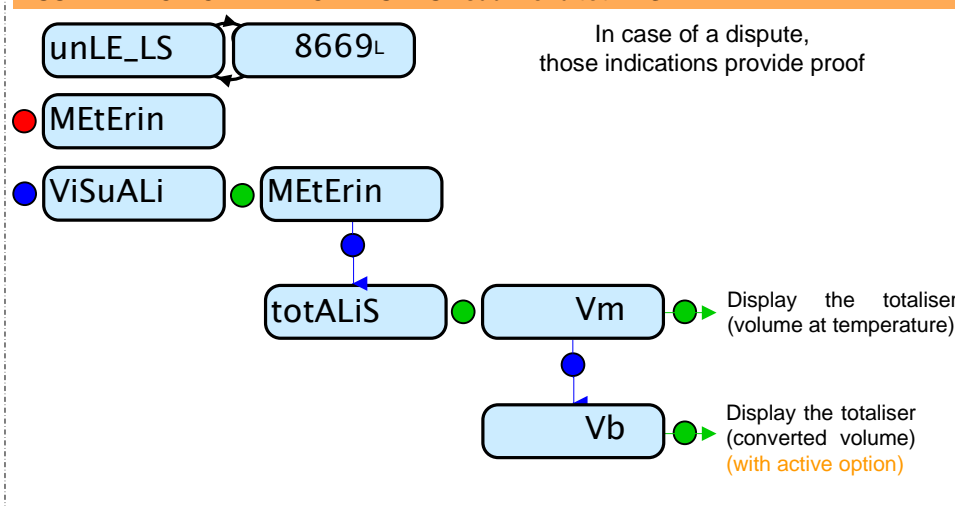 unLE_LS
8669L
In case of a dispute,
those indications provide proof
MEtErin
ViSuALi
MEtErin
totALiS
Vm
Display the totaliser
(volume at temperature)
Vb
Display the totaliser
(converted volume)
(with active option)